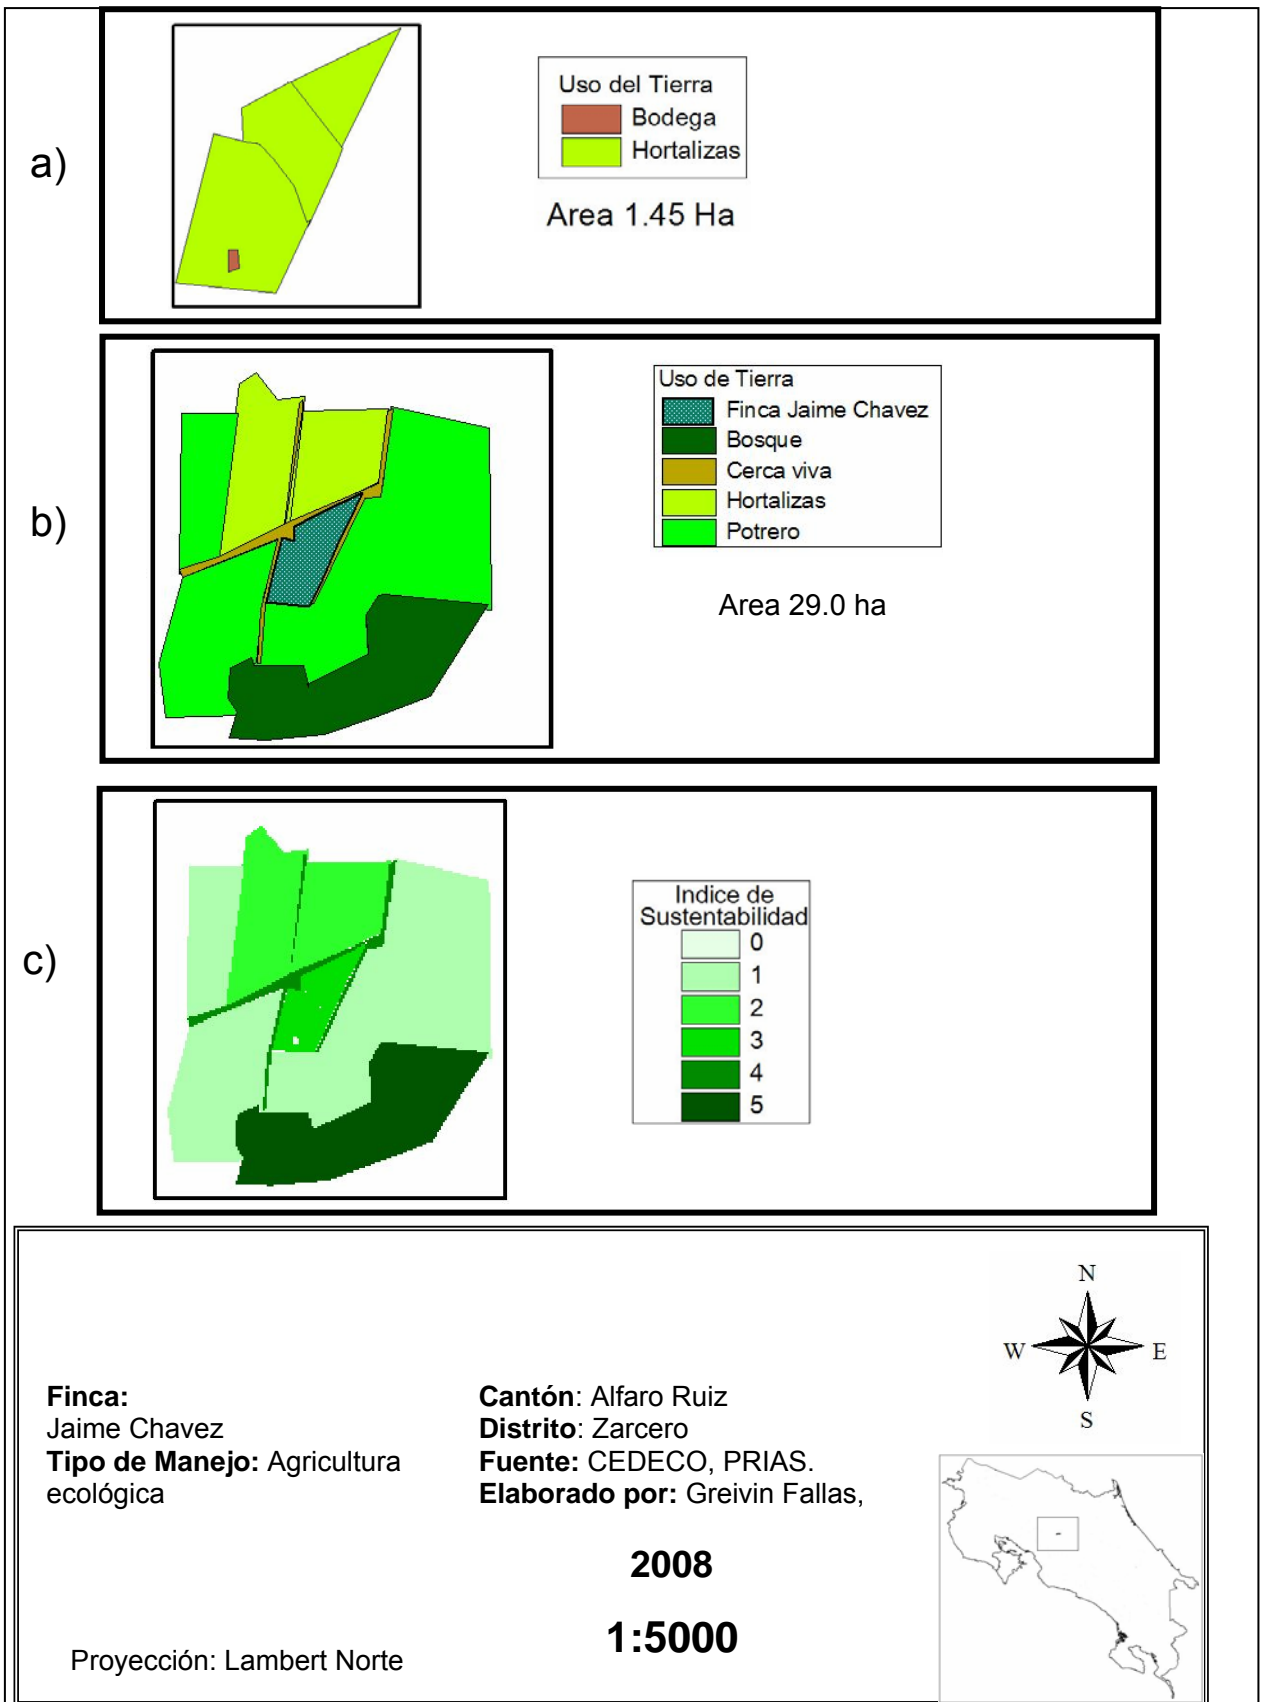 a)
Uso del Tierra
Bodega
Hortalizas
Area 1.45 Ha
b)
Uso de Tierra
Finca Jaime Chavez
Bosque
Cerca viva
Hortalizas
Potrero
Area 29.0 ha
c)
Indice de
Sustentabilidad
0
1
2
3
4
5
N
W
E
S
Finca:
Jaime Chavez
Tipo de Manejo: Agricultura
ecológica
Cantón: Alfaro Ruiz
Distrito: Zarcero
Fuente: CEDECO, PRIAS.
Elaborado por: Greivin Fallas,
2008
1:5000
Proyección: Lambert Norte